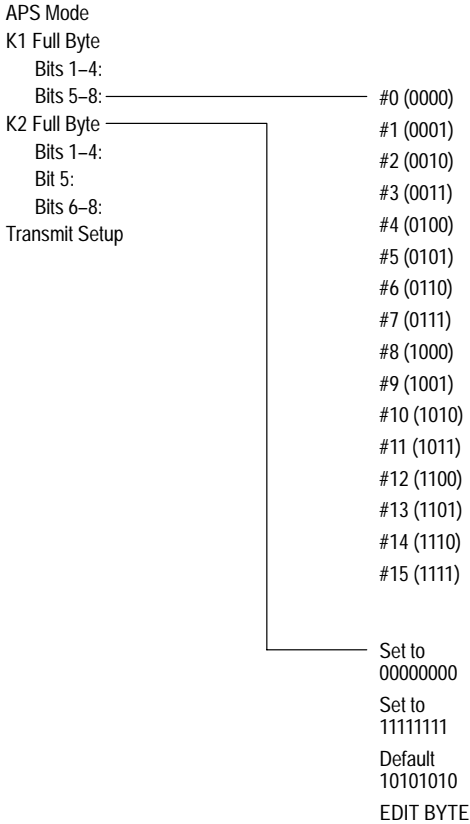 APS Mode
K1 Full Byte
Bits 1–4:
Bits 5–8:
K2 Full Byte
Bits 1–4:
Bit 5:
Bits 6–8:
Transmit Setup
#0 (0000)
#1 (0001)
#2 (0010)
#3 (0011)
#4 (0100)
#5 (0101)
#6 (0110)
#7 (0111)
#8 (1000)
#9 (1001)
#10 (1010)
#11 (1011)
#12 (1100)
#13 (1101)
#14 (1110)
#15 (1111)
Set to
00000000
Set to
11111111
Default
10101010
EDIT BYTE